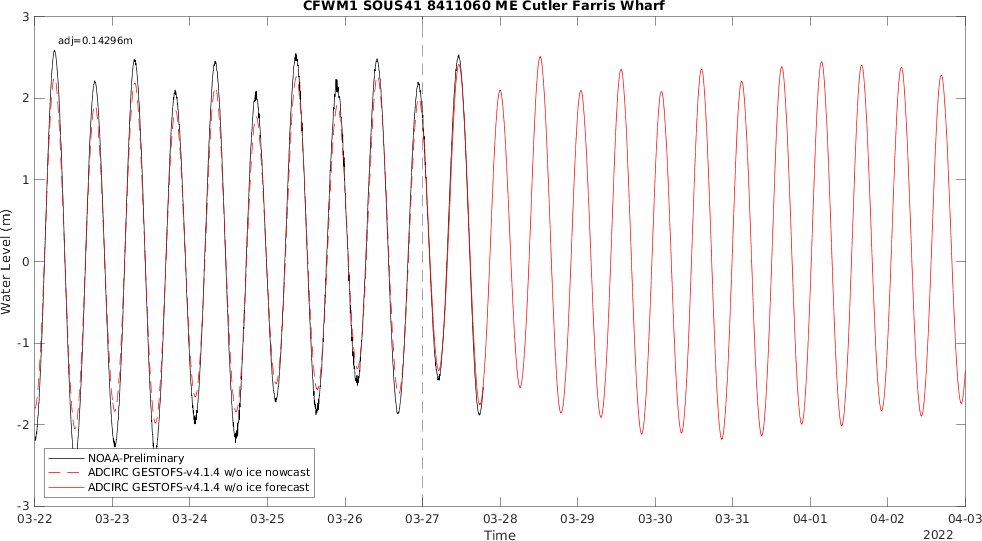 CFWM1 SOUS41 8411060 ME Cutler Farris Wharf
adj=0.14296m
3
2
1
0
-1
-2
-3
Water Level (m)
NOAA-Preliminary
ADCIRC GESTOFS-v4.1.4 w/o ice nowcast
ADCIRC GESTOFS-v4.1.4 w/o ice forecast
03-22 03-23 03-24 03-25 03-26 03-27 03-28 03-29 03-30 03-31 04-01 04-02 04-03
Time
2022